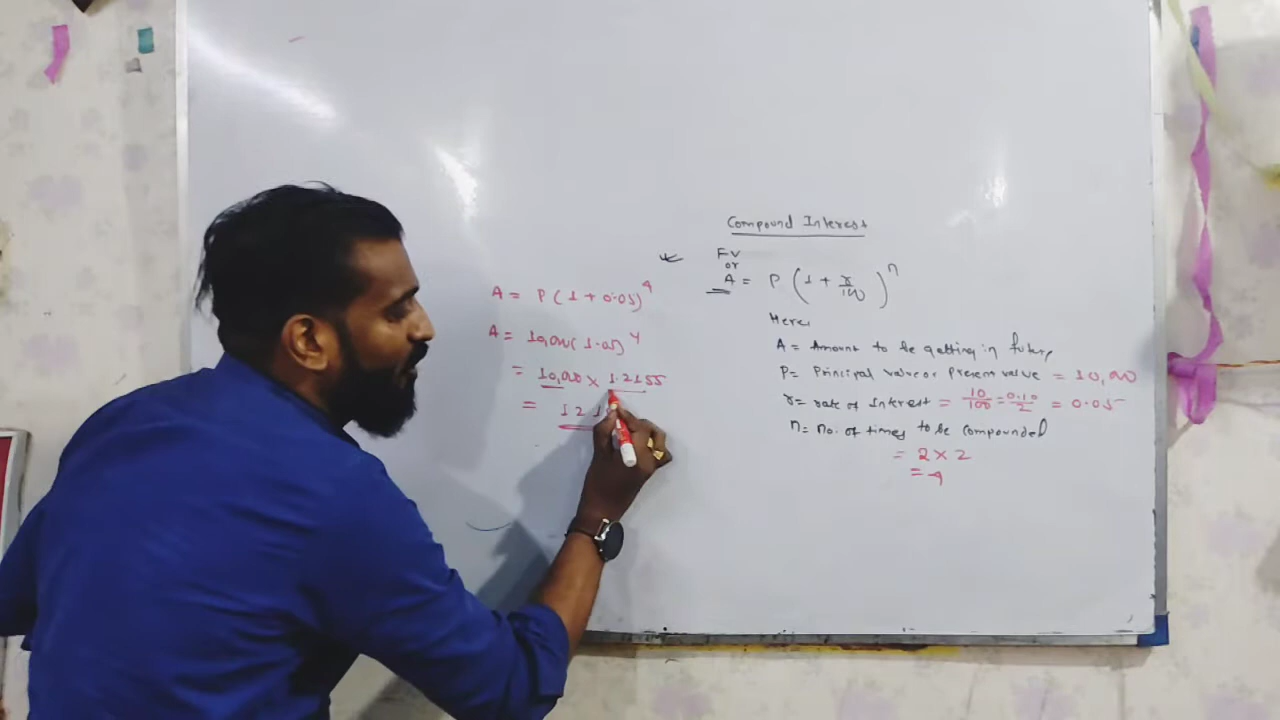 Compound Interest
FV
or
A = P (1 + r/100)^n
Here,
A = Amount to be getting in future,
P = Principal value or Present value = 10,000
r = rate of Interest = 10/100 = 0.10/2 = 0.05
n = no. of times to be compounded
= 2 × 2
= 4
A = P (1 + 0.05)^4
A = 10,000 (1.05)^4
= 10,000 × 1.2155
= 12 1